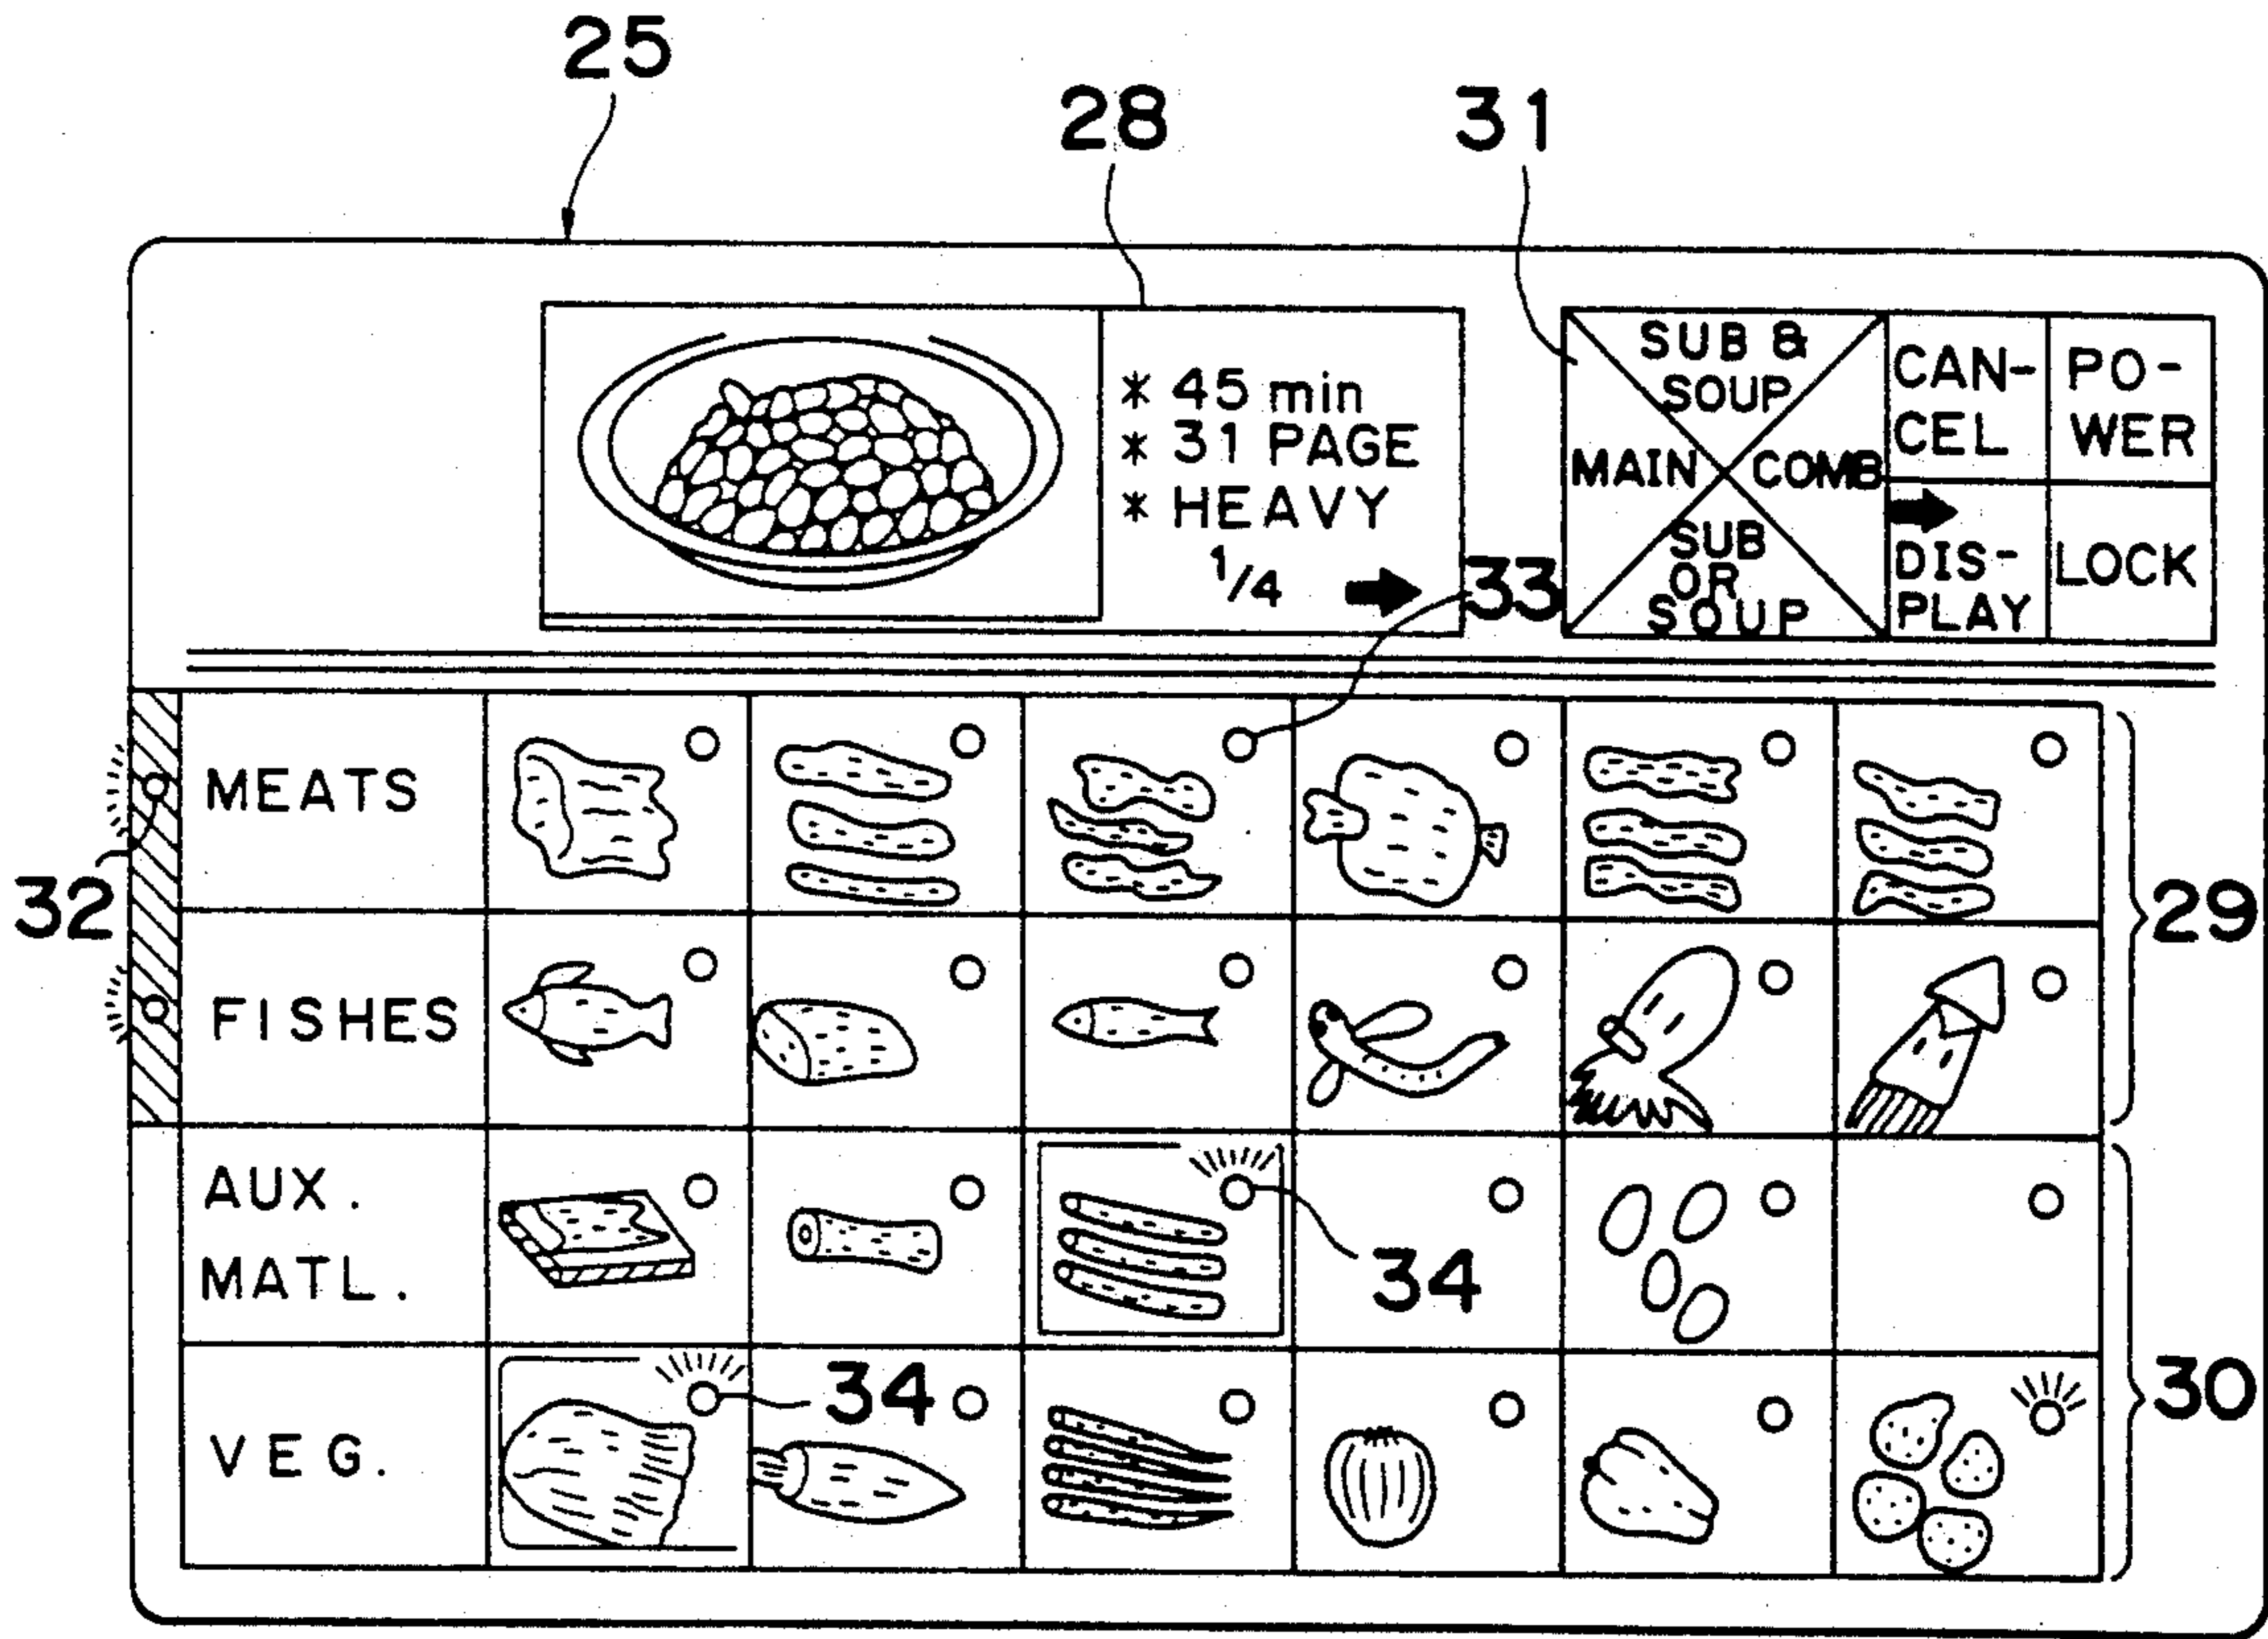 25
28
31
* 45 min
* 31 PAGE
* HEAVY
1/4
33
SUB &
SOUP
MAIN
COMB
SUB
OR
SOUP
CAN-
CEL
PO-
WER
DIS-
PLAY
LOCK
MEATS
32
29
FISHES
AUX.
MATL.
34
VEG.
34
30